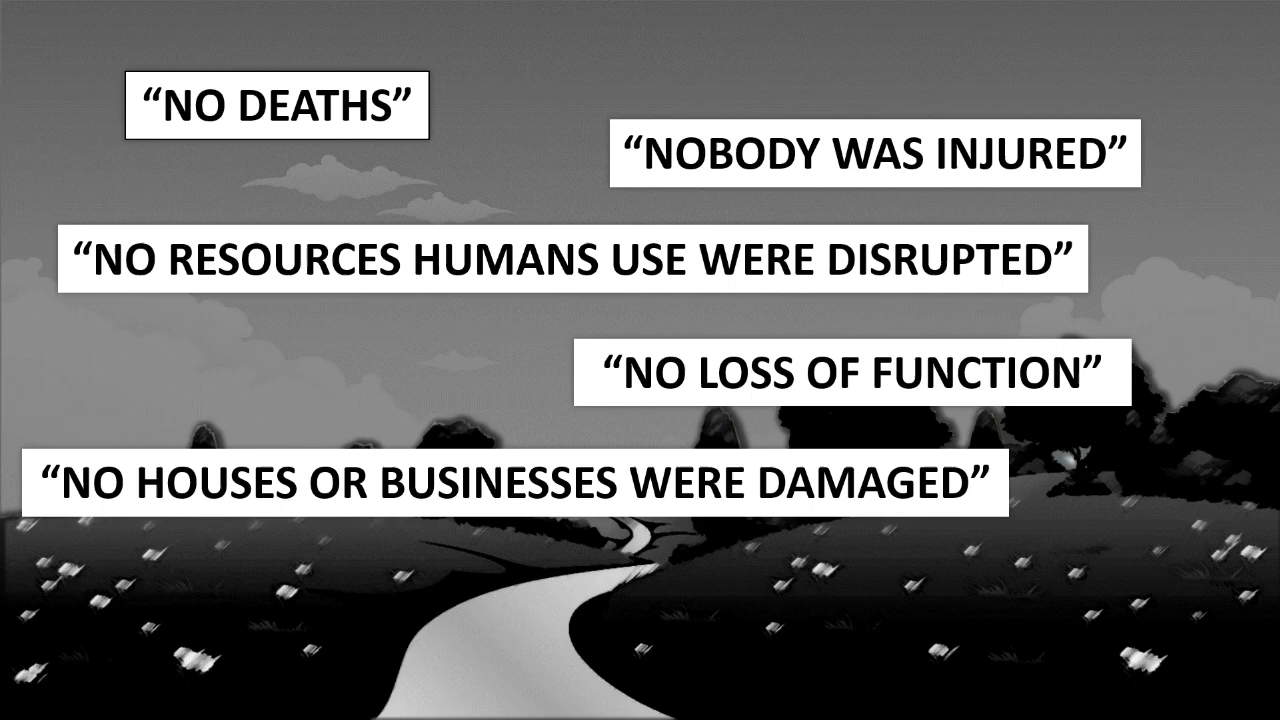 “NO DEATHS”
“NOBODY WAS INJURED”
“NO RESOURCES HUMANS USE WERE DISRUPTED”
“NO LOSS OF FUNCTION”
“NO HOUSES OR BUSINESSES WERE DAMAGED”